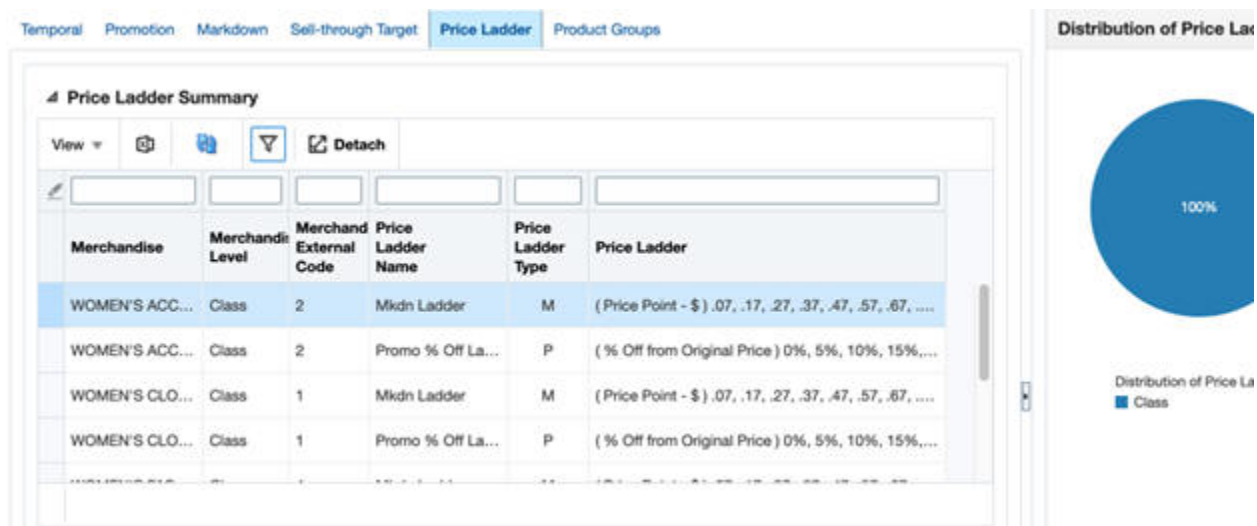 Temporal Promotion Markdown Sell-through Target Price Ladder Product Groups
Distribution of Price Lad
Price Ladder Summary
View Detach
Merchandise Merchandis Level Merchand External Code Price Ladder Name Price Ladder Type Price Ladder
WOMEN'S ACC... Class 2 Mkdn Ladder M ( Price Point - $ ) .07, .17, .27, .37, .47, .57, .67, ....
WOMEN'S ACC... Class 2 Promo % Off La... P ( % Off from Original Price ) 0%, 5%, 10%, 15%,...
WOMEN'S CLO... Class 1 Mkdn Ladder M ( Price Point - $ ) .07, .17, .27, .37, .47, .57, .67, ....
WOMEN'S CLO... Class 1 Promo % Off La... P ( % Off from Original Price ) 0%, 5%, 10%, 15%,...
100%
Distribution of Price La
Class